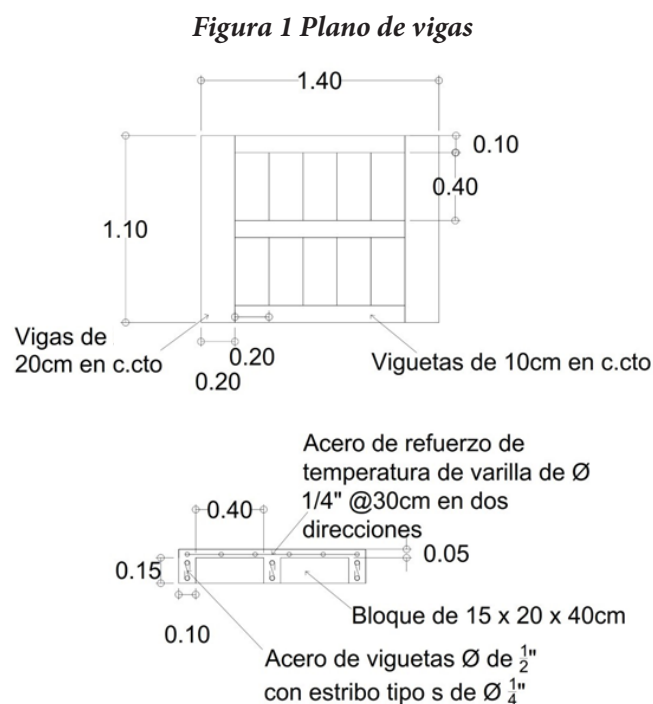 Figura 1 Plano de vigas
1.40
0.10
0.40
1.10
Vigas de
20cm en c.cto
0.20
0.20
Viguetas de 10cm en c.cto
Acero de refuerzo de
temperatura de varilla de Ø
1/4" @30cm en dos
direcciones
0.40
0.05
0.15
0.10
Bloque de 15 x 20 x 40cm
Acero de viguetas Ø de 1/2"
con estribo tipo s de Ø 1/4"